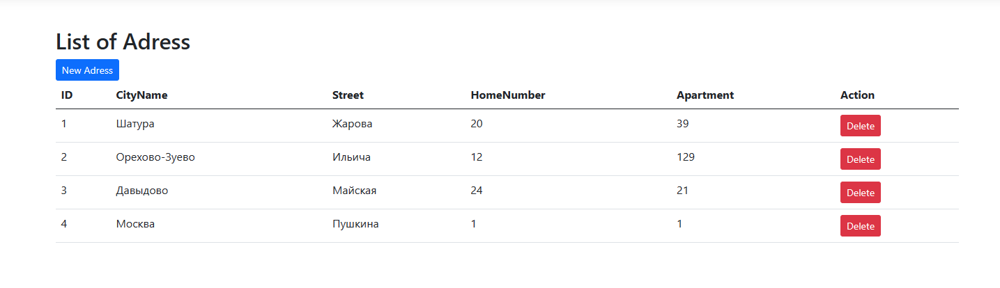 List of Adress
New Adress
ID CityName Street HomeNumber Apartment Action
1 Шатура Жарова 20 39 Delete
2 Орехово-Зуево Ильича 12 129 Delete
3 Давыдово Майская 24 21 Delete
4 Москва Пушкина 1 1 Delete